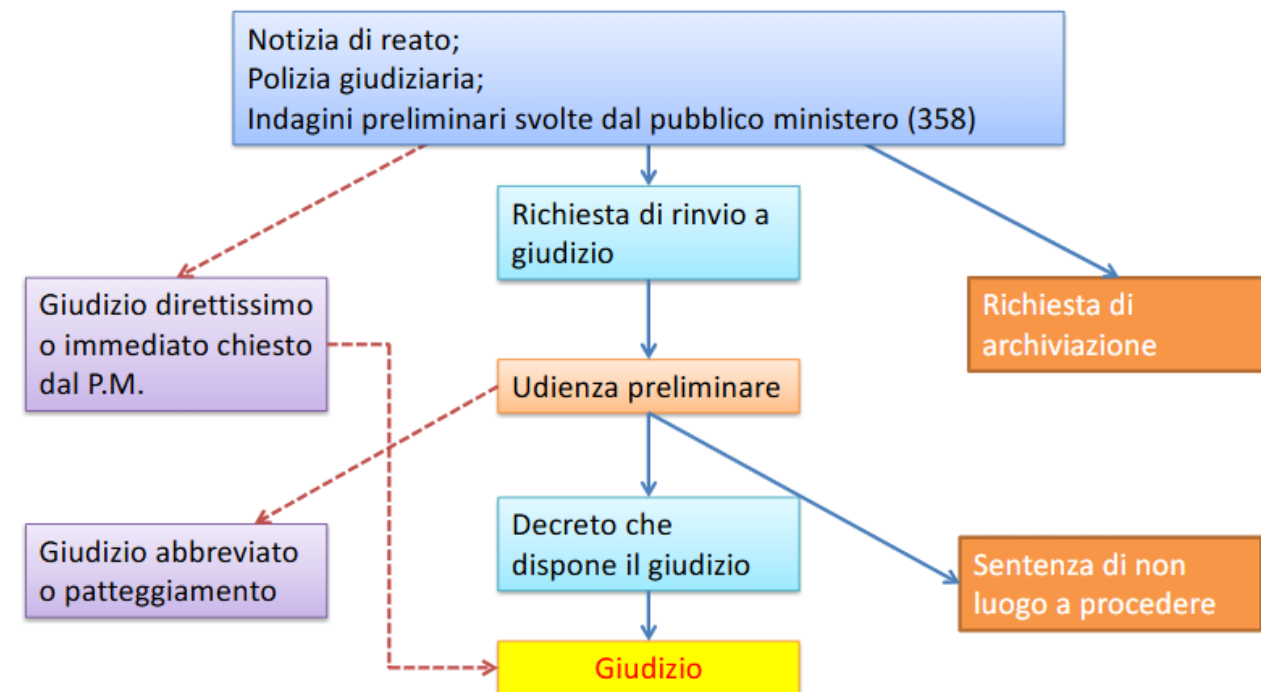 Notizia di reato;
Polizia giudiziaria;
Indagini preliminari svolte dal pubblico ministero (358)
Richiesta di rinvio a
giudizio
Giudizio direttissimo
o immediato chiesto
dal P.M.
Richiesta di
archiviazione
Udienza preliminare
Giudizio abbreviato
o patteggiamento
Decreto che
dispone il giudizio
Sentenza di non
luogo a procedere
Giudizio